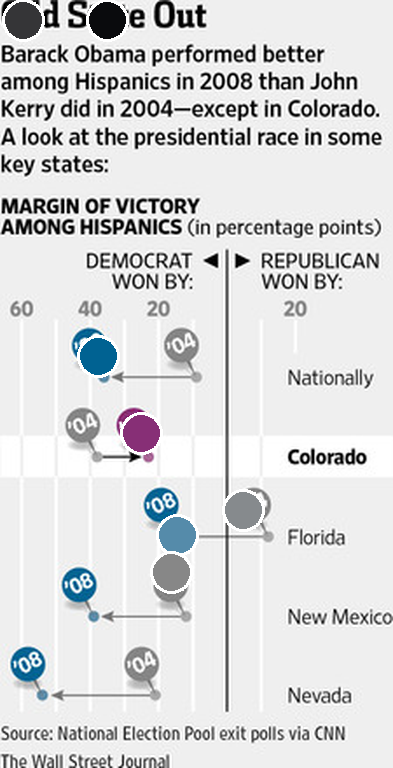 Out
Barack Obama performed better
among Hispanics in 2008 than John
Kerry did in 2004—except in Colorado.
A look at the presidential race in some
key states:
MARGIN OF VICTORY
AMONG HISPANICS (in percentage points)
DEMOCRAT
WON BY:
REPUBLICAN
WON BY:
60 40 20 20
'04
Nationally
'04
Colorado
'08
Florida
'08
New Mexico
'08 '04
Nevada
Source: National Election Pool exit polls via CNN
The Wall Street Journal